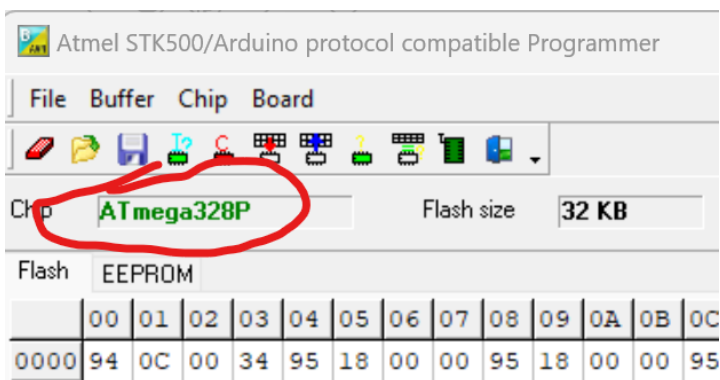 Atmel STK500/Arduino protocol compatible Programmer
File Buffer Chip Board
Chip ATmega328P Flash size 32 KB
Flash EEPROM
00 01 02 03 04 05 06 07 08 09 0A 0B 0C
0000 94 0C 00 34 95 18 00 00 95 18 00 00 95